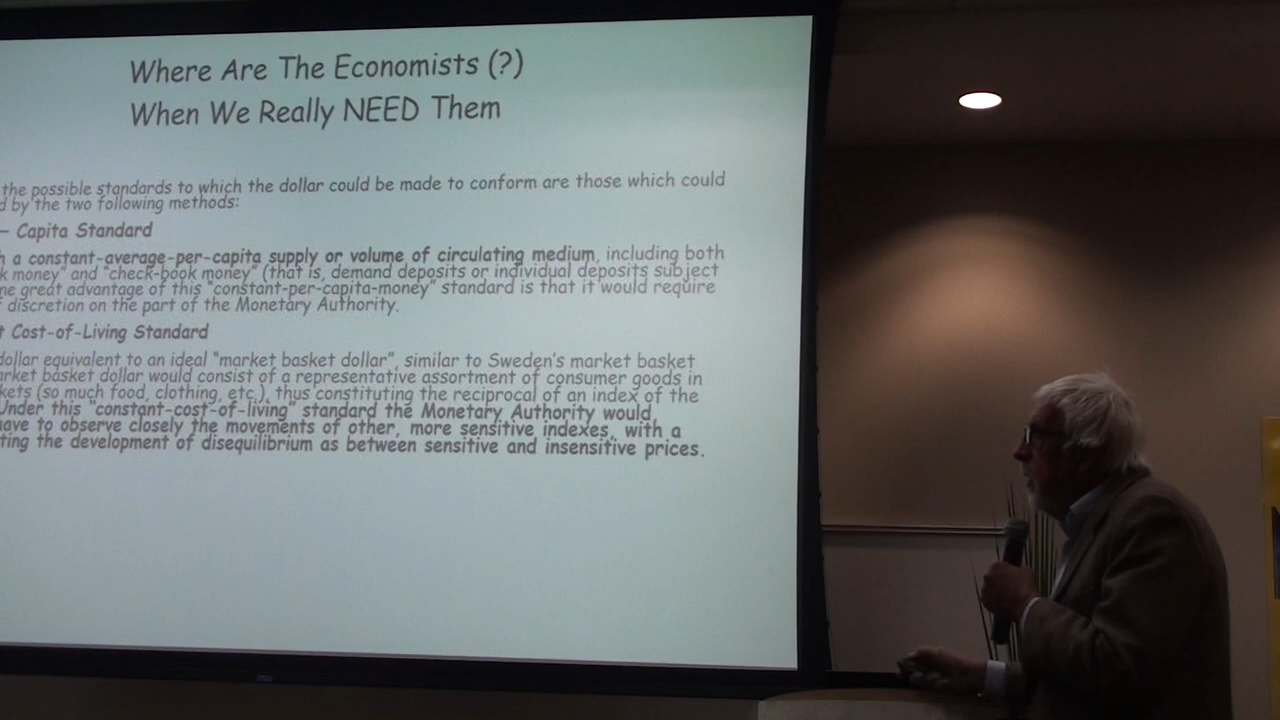 Where Are The Economists (?)
When We Really NEED Them
the possible standards to which the dollar could be made to conform are those which could
d by the two following methods:
– Capita Standard
a constant-average-per-capita supply or volume of circulating medium, including both
k money" and "check-book money" (that is, demand deposits or individual deposits subject
ne great advantage of this "constant-per-capita-money" standard is that it would require
discretion on the part of the Monetary Authority.
t Cost-of-Living Standard
dollar equivalent to an ideal "market basket dollar", similar to Sweden's market basket
arket basket dollar would consist of a representative assortment of consumer goods in
kets (so much food, clothing, etc.), thus constituting the reciprocal of an index of the
Under this "constant-cost-of-living" standard the Monetary Authority would,
have to observe closely the movements of other, more sensitive indexes, with a
ting the development of disequilibrium as between sensitive and insensitive prices.